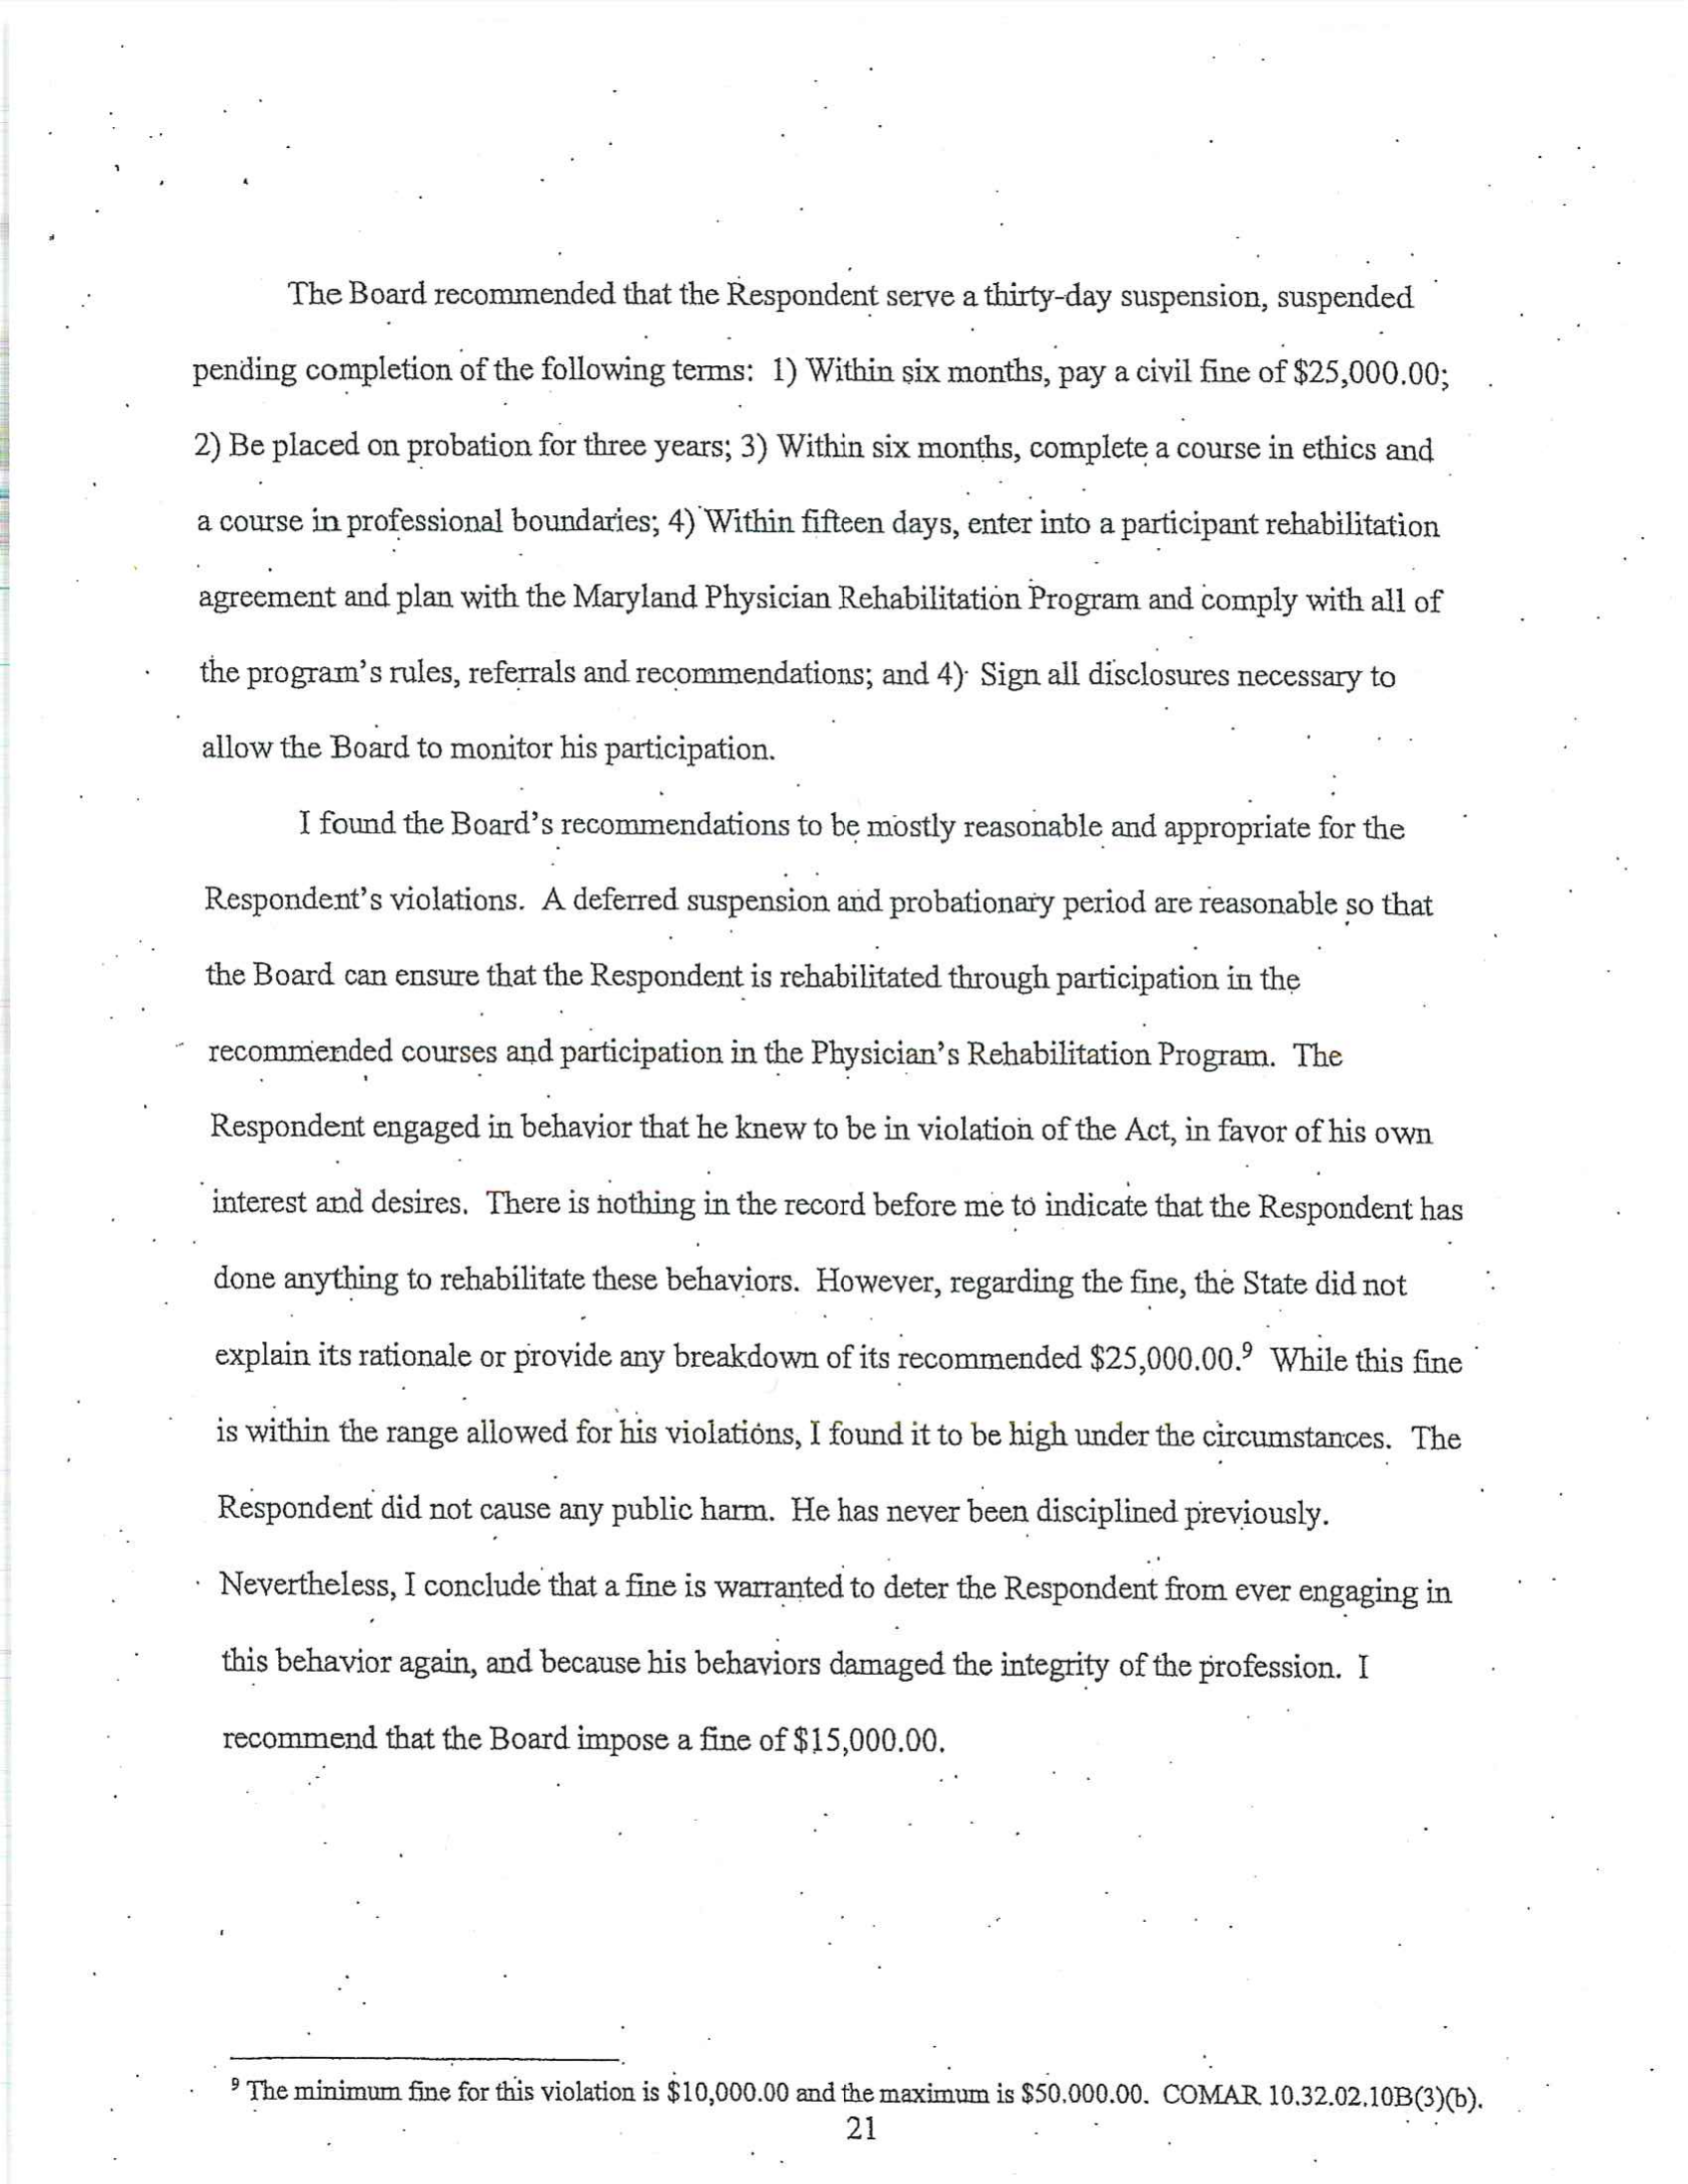 The Board recommended that the Respondent serve a thirty-day suspension, suspended
pending completion of the following terms: 1) Within six months, pay a civil fine of $25,000.00;
2) Be placed on probation for three years; 3) Within six months, complete a course in ethics and
a course in professional boundaries; 4) Within fifteen days, enter into a participant rehabilitation
agreement and plan with the Maryland Physician Rehabilitation Program and comply with all of
the program's rules, referrals and recommendations; and 4) Sign all disclosures necessary to
allow the Board to monitor his participation.
I found the Board's recommendations to be mostly reasonable and appropriate for the
Respondent's violations. A deferred suspension and probationary period are reasonable so that
the Board can ensure that the Respondent is rehabilitated through participation in the
recommended courses and participation in the Physician's Rehabilitation Program. The
Respondent engaged in behavior that he knew to be in violation of the Act, in favor of his own
interest and desires. There is nothing in the record before me to indicate that the Respondent has
done anything to rehabilitate these behaviors. However, regarding the fine, the State did not
explain its rationale or provide any breakdown of its recommended $25,000.00.⁹ While this fine
is within the range allowed for his violations, I found it to be high under the circumstances. The
Respondent did not cause any public harm. He has never been disciplined previously.
Nevertheless, I conclude that a fine is warranted to deter the Respondent from ever engaging in
this behavior again, and because his behaviors damaged the integrity of the profession. I
recommend that the Board impose a fine of $15,000.00.
⁹ The minimum fine for this violation is $10,000.00 and the maximum is $50,000.00. COMAR 10.32.02.10B(3)(b).
21